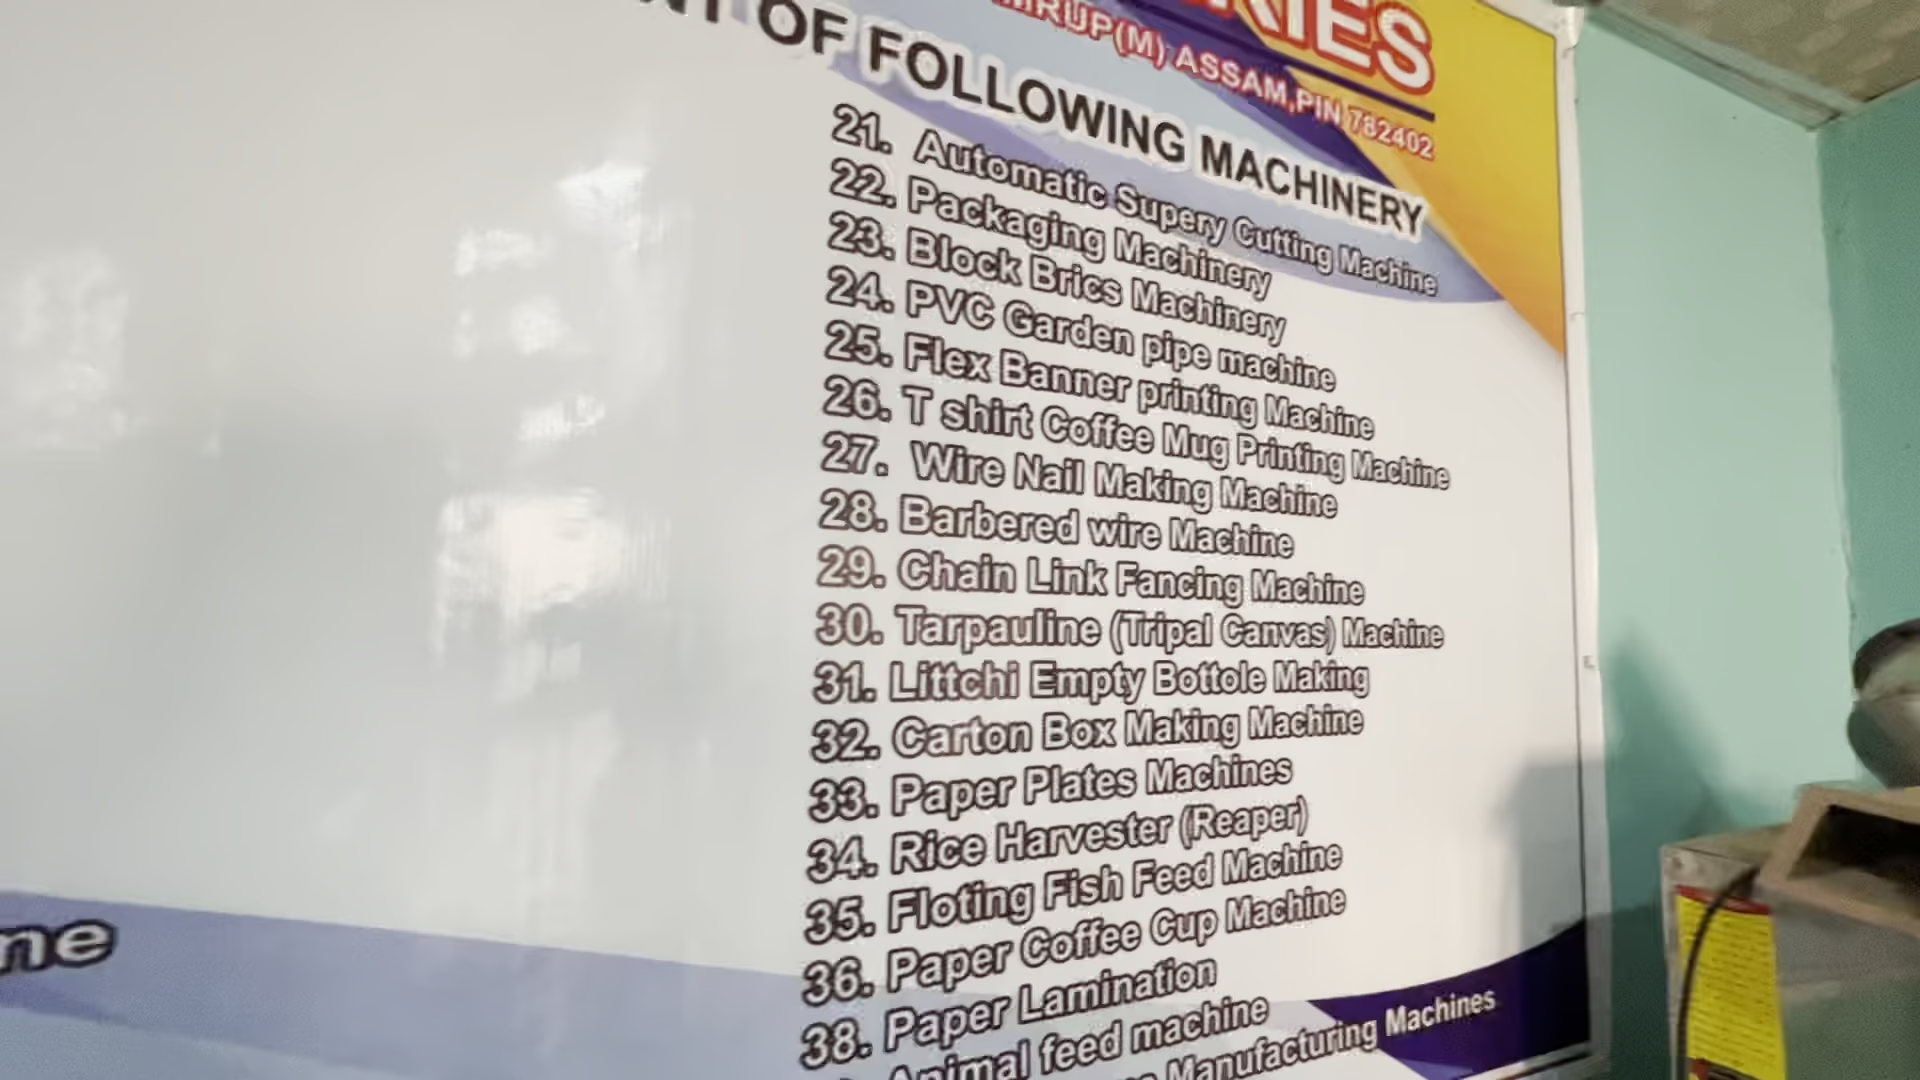 OF FOLLOWING MACHINERY
ASSAM,PIN 782402
21. Automatic Supery Cutting Machine
22. Packaging Machinery
23. Block Brics Machinery
24. PVC Garden pipe machine
25. Flex Banner printing Machine
26. T shirt Coffee Mug Printing Machine
27. Wire Nail Making Machine
28. Barbered wire Machine
29. Chain Link Fancing Machine
30. Tarpauline (Tripal Canvas) Machine
31. Littchi Empty Bottole Making
32. Carton Box Making Machine
33. Paper Plates Machines
34. Rice Harvester (Reaper)
35. Floting Fish Feed Machine
36. Paper Coffee Cup Machine
38. Paper Lamination
Animal feed machine
Manufacturing Machines